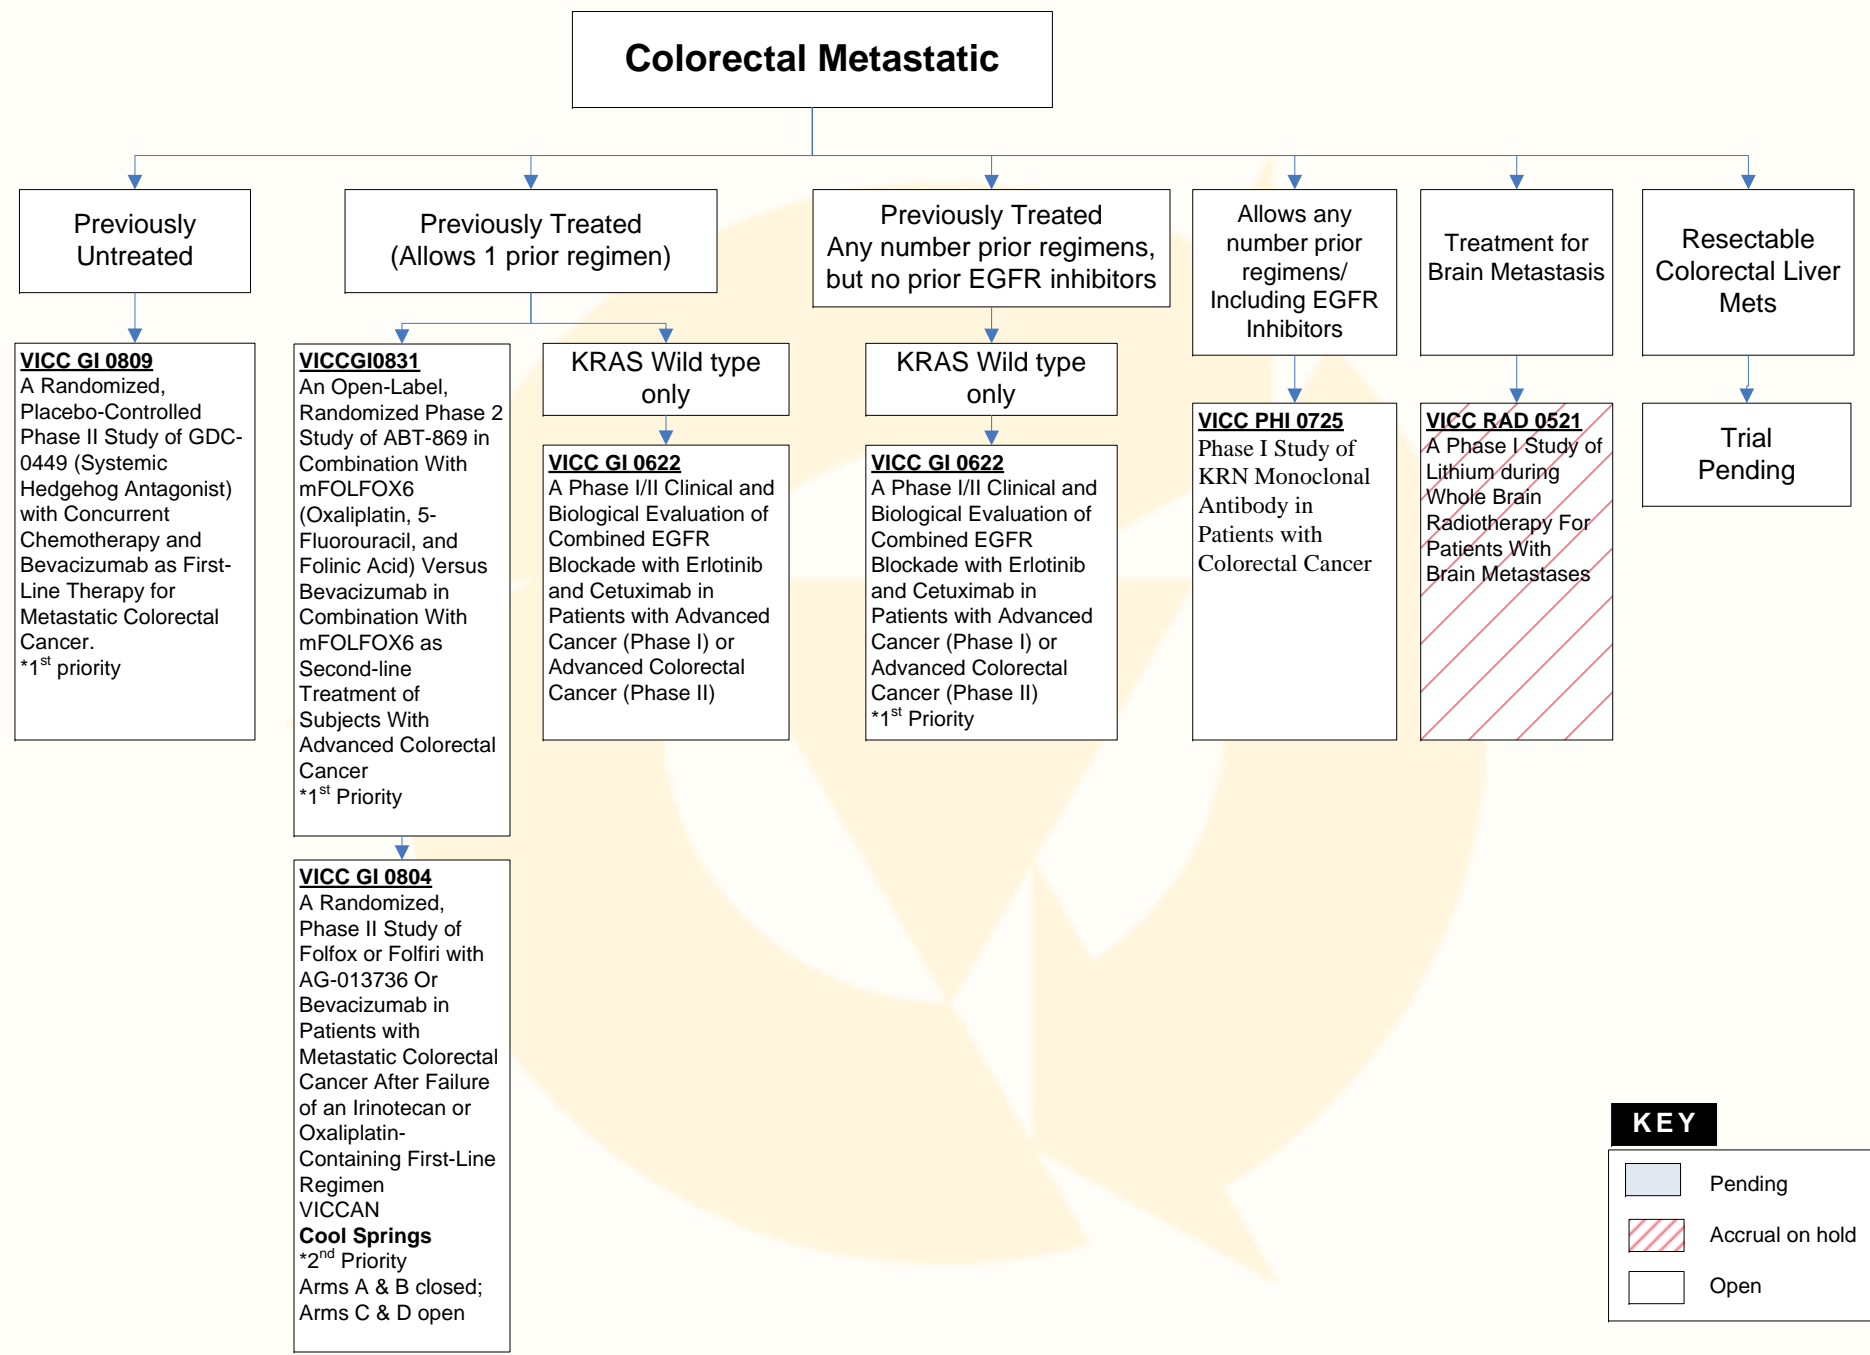 Colorectal Metastatic
Previously
Untreated
Previously Treated
(Allows 1 prior regimen)
Previously Treated
Any number prior regimens,
but no prior EGFR inhibitors
Allows any
number prior
regimens/
Including EGFR
Inhibitors
Treatment for
Brain Metastasis
Resectable
Colorectal Liver
Mets
VICC GI 0809
A Randomized,
Placebo-Controlled
Phase II Study of GDC-
0449 (Systemic
Hedgehog Antagonist)
with Concurrent
Chemotherapy and
Bevacizumab as First-
Line Therapy for
Metastatic Colorectal
Cancer.
*1st priority
VICCGI0831
An Open-Label,
Randomized Phase 2
Study of ABT-869 in
Combination With
mFOLFOX6
(Oxaliplatin, 5-
Fluorouracil, and
Folinic Acid) Versus
Bevacizumab in
Combination With
mFOLFOX6 as
Second-line
Treatment of
Subjects With
Advanced Colorectal
Cancer
*1st Priority
KRAS Wild type
only
VICC GI 0622
A Phase I/II Clinical and
Biological Evaluation of
Combined EGFR
Blockade with Erlotinib
and Cetuximab in
Patients with Advanced
Cancer (Phase I) or
Advanced Colorectal
Cancer (Phase II)
KRAS Wild type
only
VICC GI 0622
A Phase I/II Clinical and
Biological Evaluation of
Combined EGFR
Blockade with Erlotinib
and Cetuximab in
Patients with Advanced
Cancer (Phase I) or
Advanced Colorectal
Cancer (Phase II)
*1st Priority
VICC PHI 0725
Phase I Study of
KRN Monoclonal
Antibody in
Patients with
Colorectal Cancer
VICC RAD 0521
A Phase I Study of
Lithium during
Whole Brain
Radiotherapy For
Patients With
Brain Metastases
Trial
Pending
VICC GI 0804
A Randomized,
Phase II Study of
Folfox or Folfiri with
AG-013736 Or
Bevacizumab in
Patients with
Metastatic Colorectal
Cancer After Failure
of an Irinotecan or
Oxaliplatin-
Containing First-Line
Regimen
VICCAN
Cool Springs
*2nd Priority
Arms A & B closed;
Arms C & D open
KEY
Pending
Accrual on hold
Open